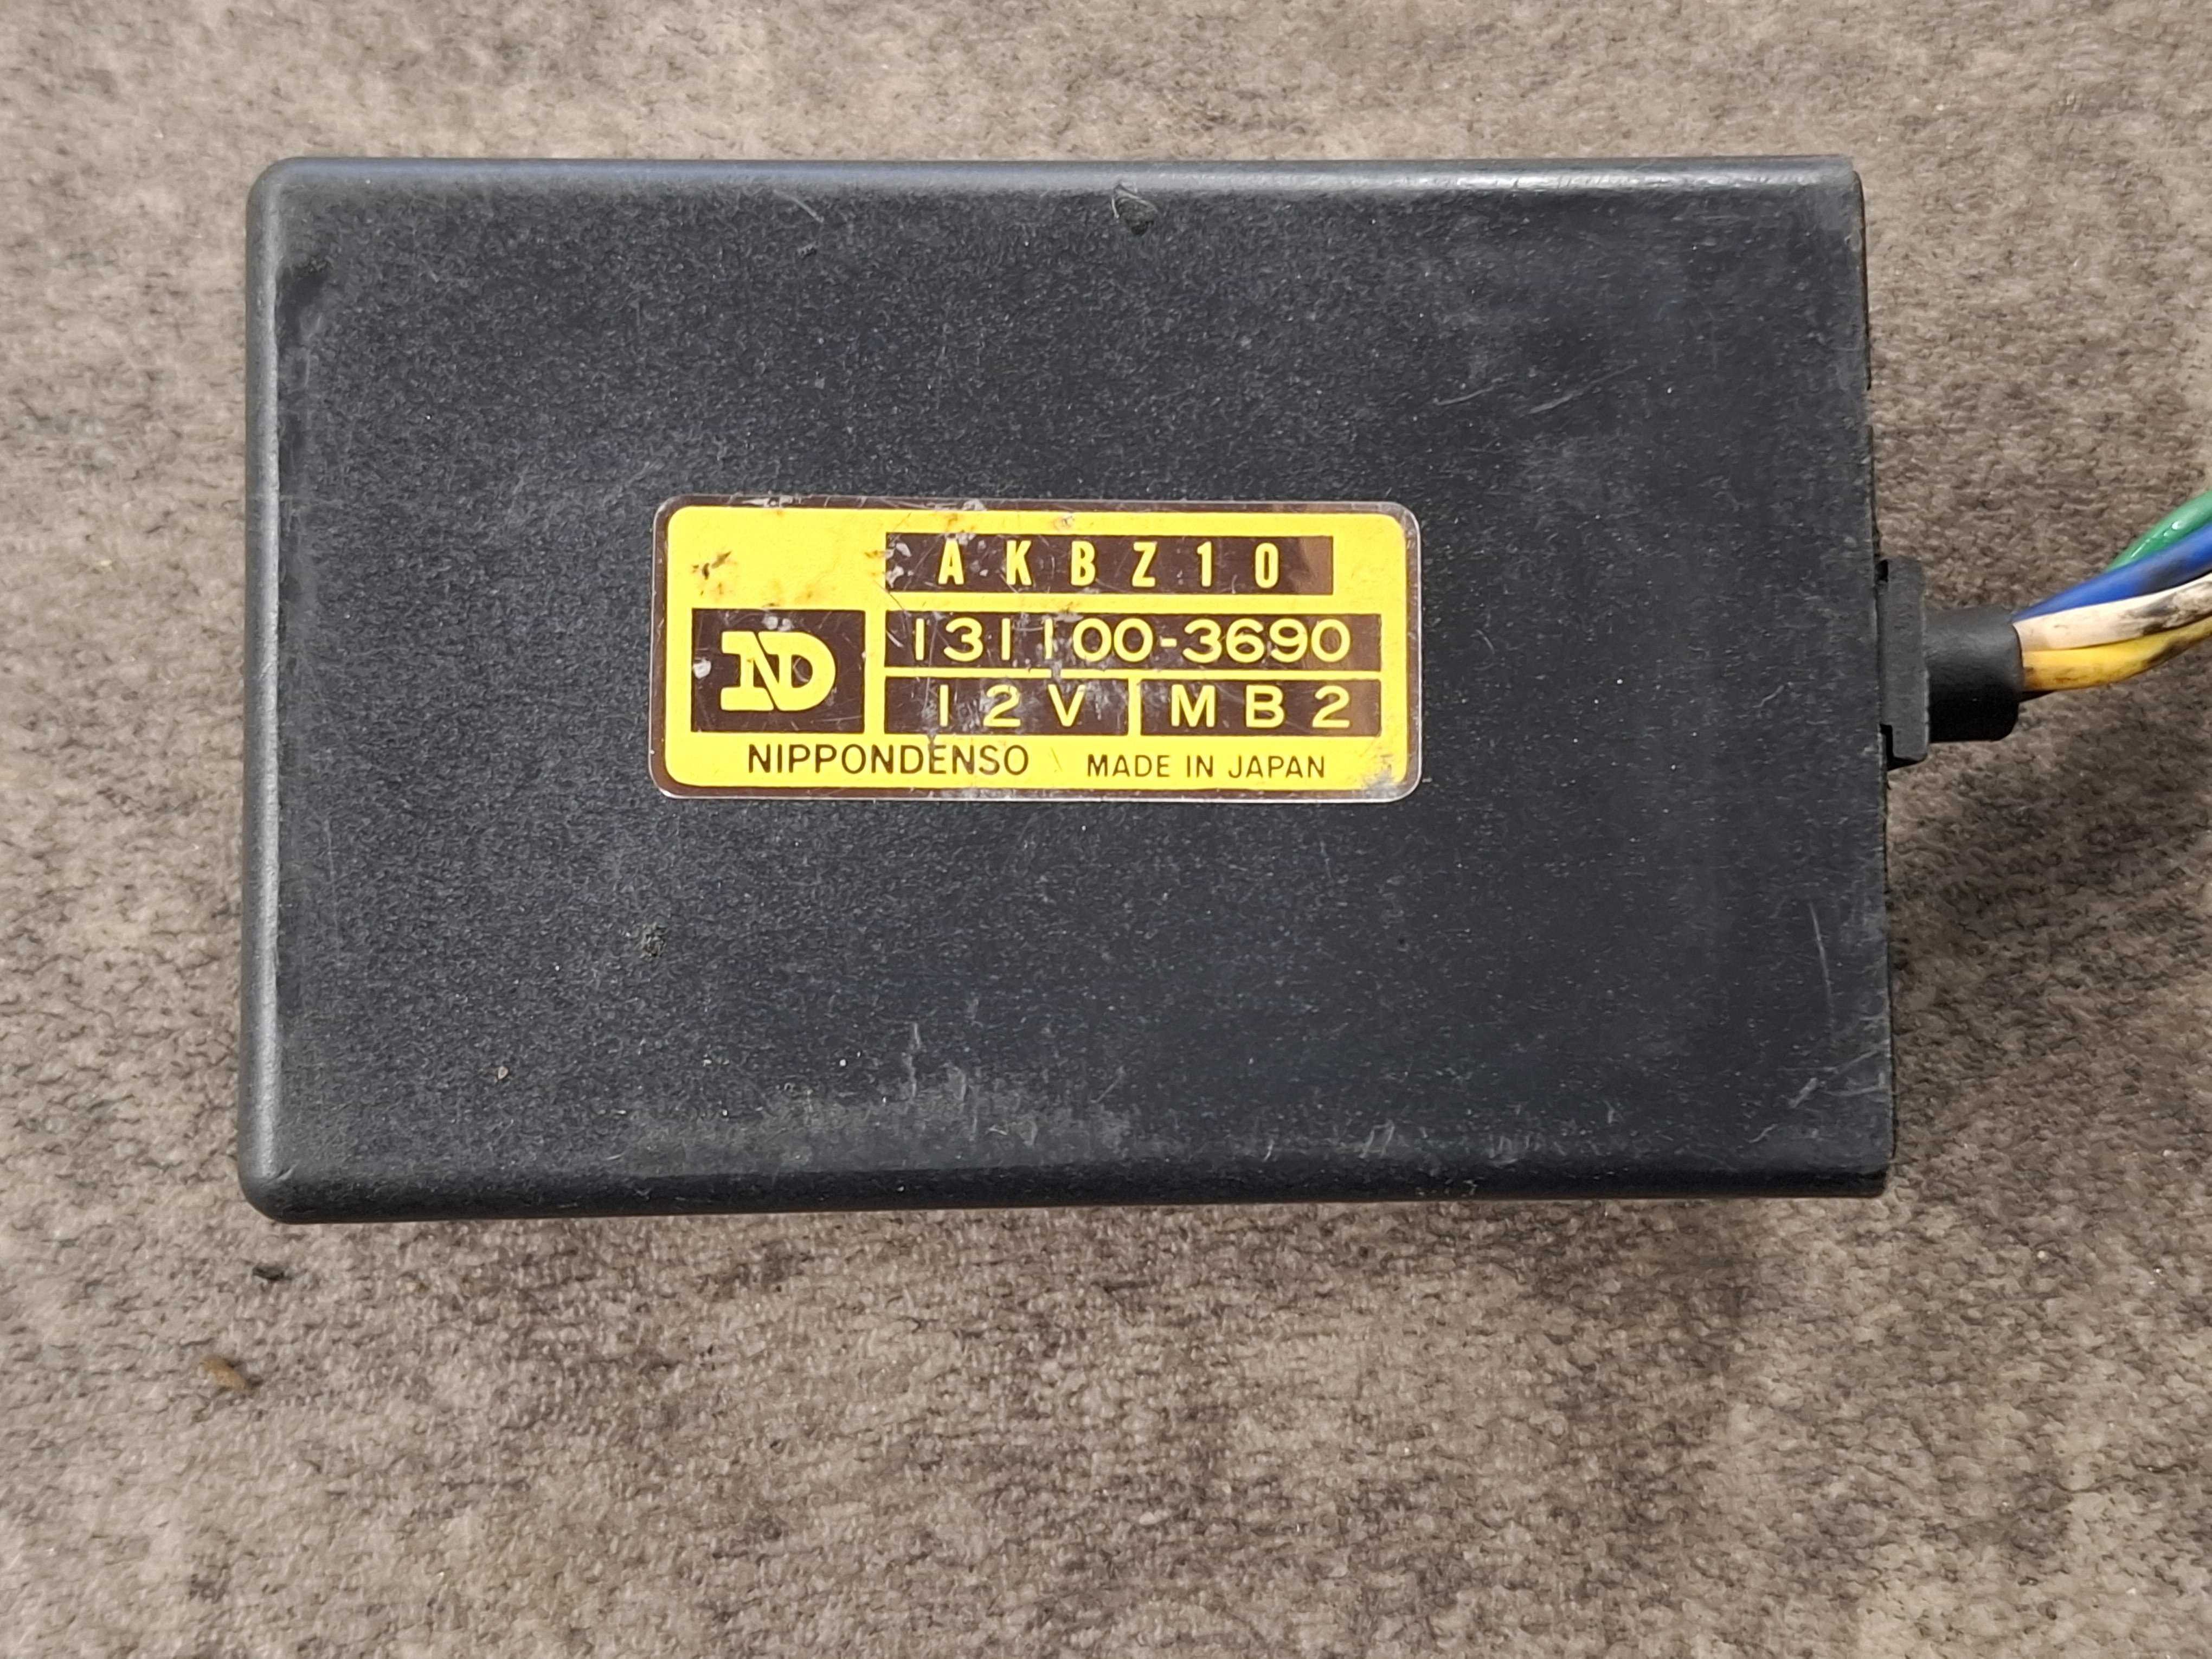 AKBZ10
ND
131100-3690
12V MB2
NIPPONDENSO MADE IN JAPAN